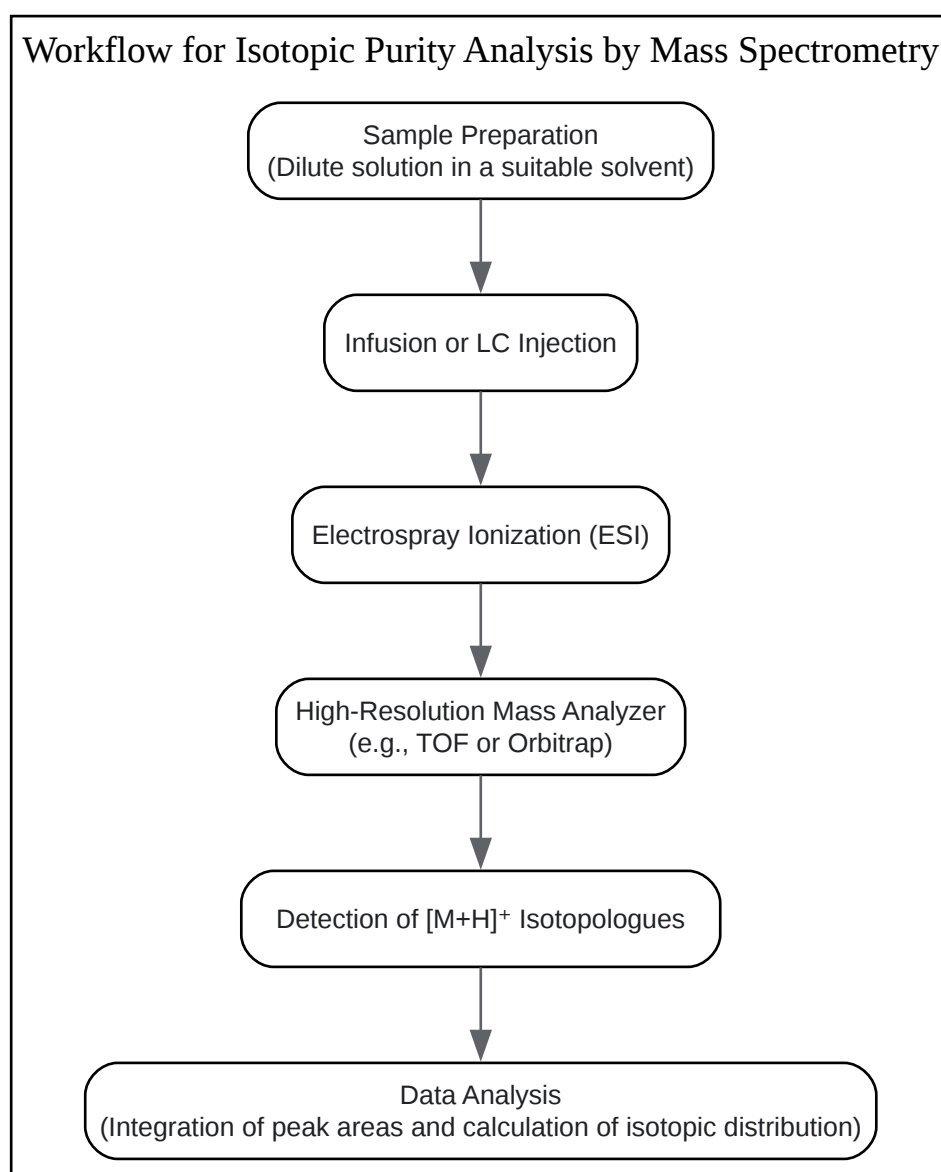 Workflow for Isotopic Purity Analysis by Mass Spectrometry
Sample Preparation
(Dilute solution in a suitable solvent)
Infusion or LC Injection
Electrospray Ionization (ESI)
High-Resolution Mass Analyzer
(e.g., TOF or Orbitrap)
Detection of [M+H]⁺ Isotopologues
Data Analysis
(Integration of peak areas and calculation of isotopic distribution)